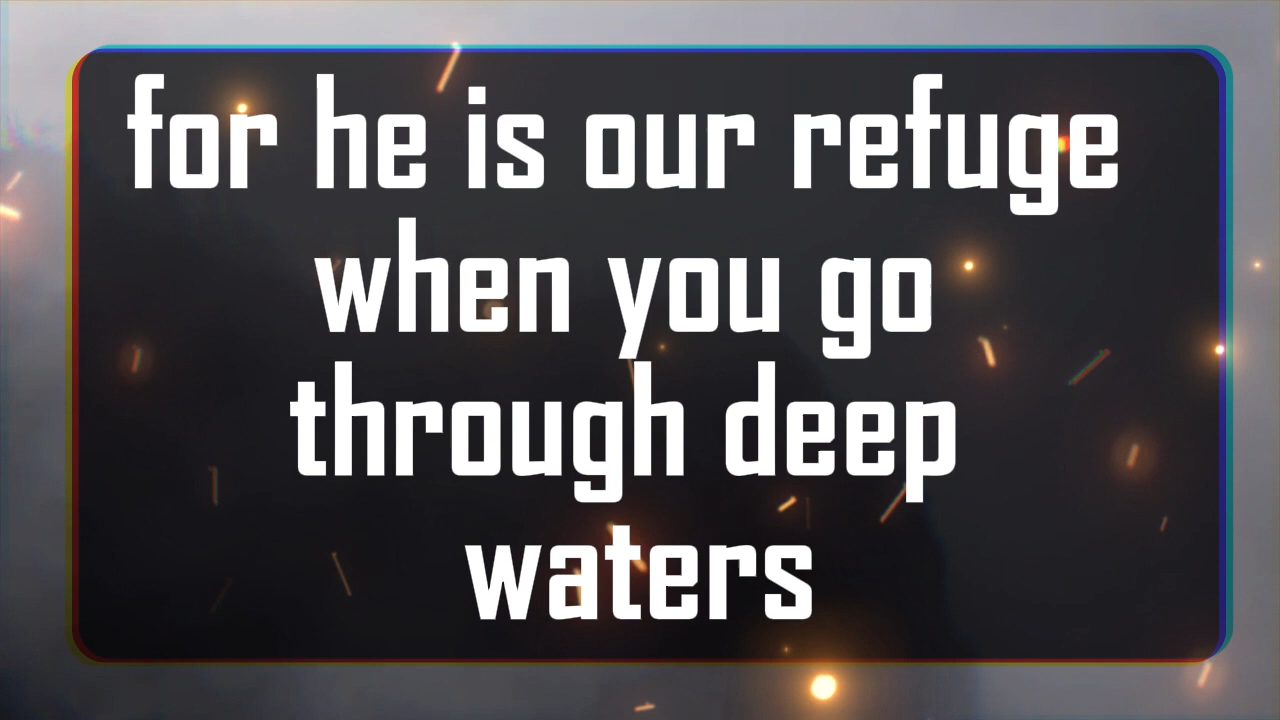 for he is our refuge
when you go
through deep
waters